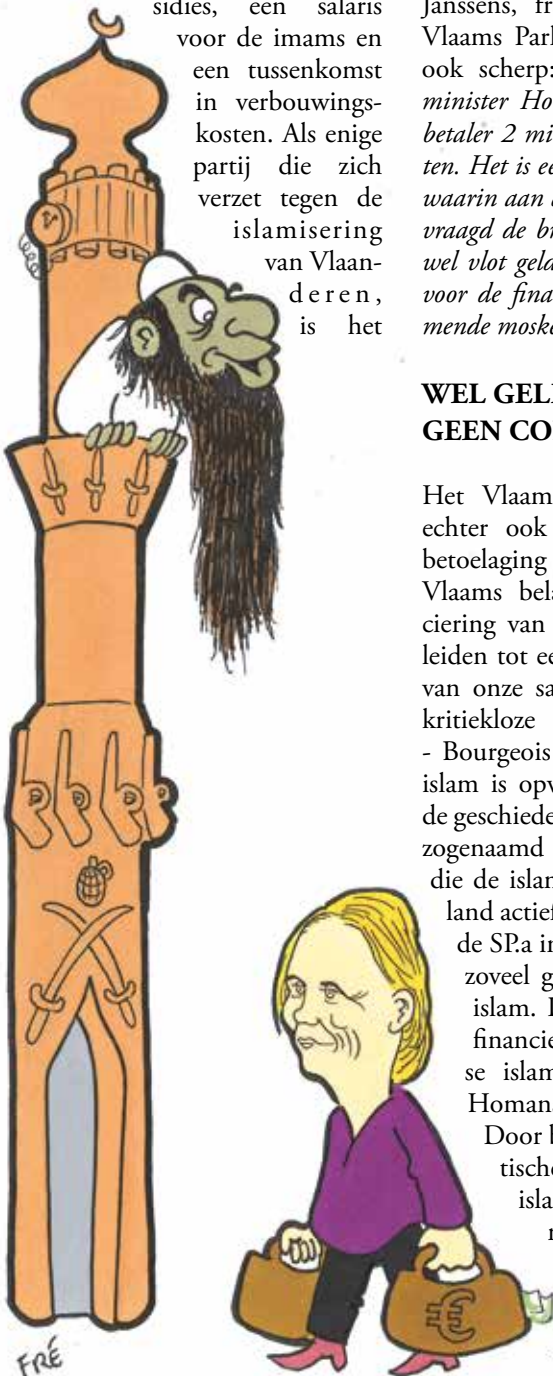 sidies, een salaris
voor de imams en
een tussenkomst
in verbouwings-
kosten. Als enige
partij die zich
verzet tegen de
islamisering
van Vlaan-
deren,
is het
Janssens, fr
Vlaams Parl
ook scherp:
minister Ho
betaler 2 mi
ten. Het is ee
waarin aan
vraagd de br
wel vlot geld
voor de fina
mende moske
WEL GEL
GEEN CO
Het Vlaam
echter ook
betoelaging
Vlaams bela
ciering van
leiden tot ee
van onze sa
kritiekloze
- Bourgeois
islam is opv
de geschiede
zogenaamd
die de islam
land actief
de SP.a in
zoveel g
islam.
financie
se islam
Homan
Door b
tische
isla
€
FRÉ